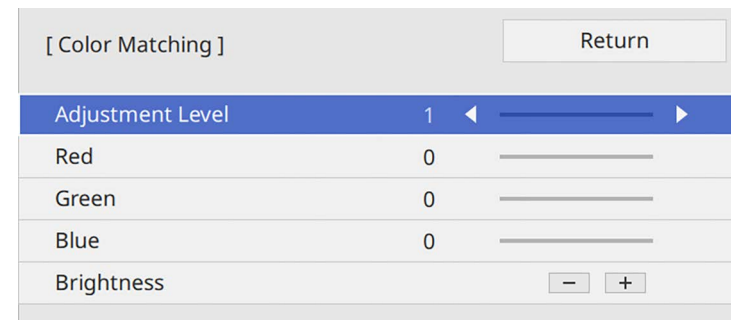 [ Color Matching ] Return
Adjustment Level 1
Red 0
Green 0
Blue 0
Brightness − +